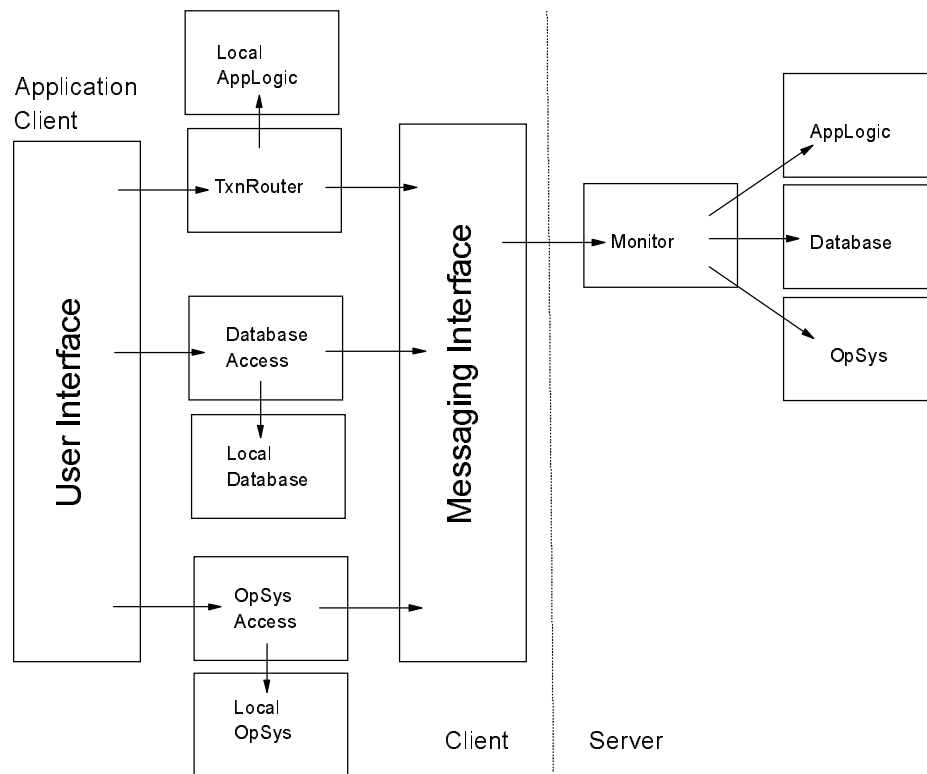 Application
Client
User Interface
Local
AppLogic
TxnRouter
Database
Access
Local
Database
OpSys
Access
Local
OpSys
Messaging Interface
Client
Server
Monitor
AppLogic
Database
OpSys